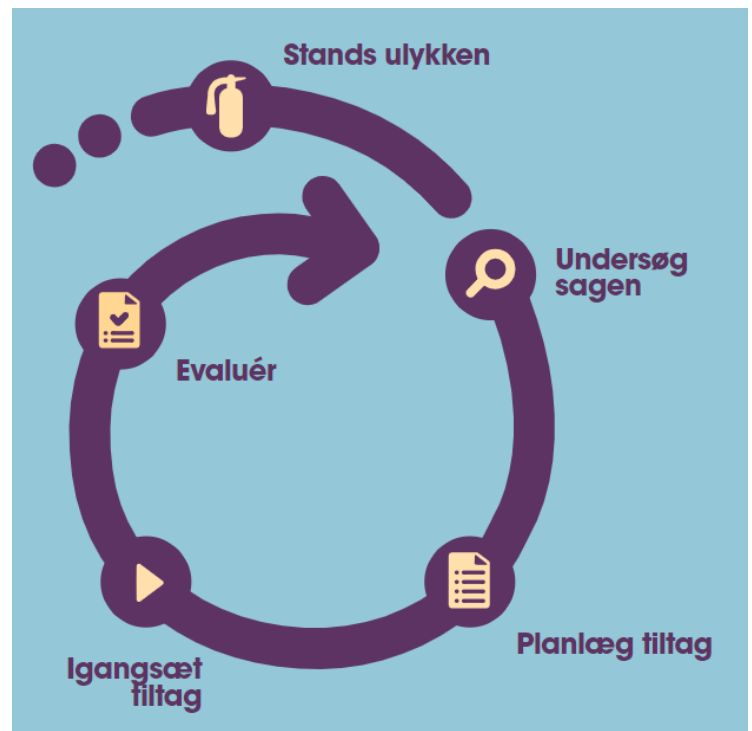 Stands ulykken
Undersøg
sagen
Evaluér
Planlæg tiltag
Igangsæt
tiltag